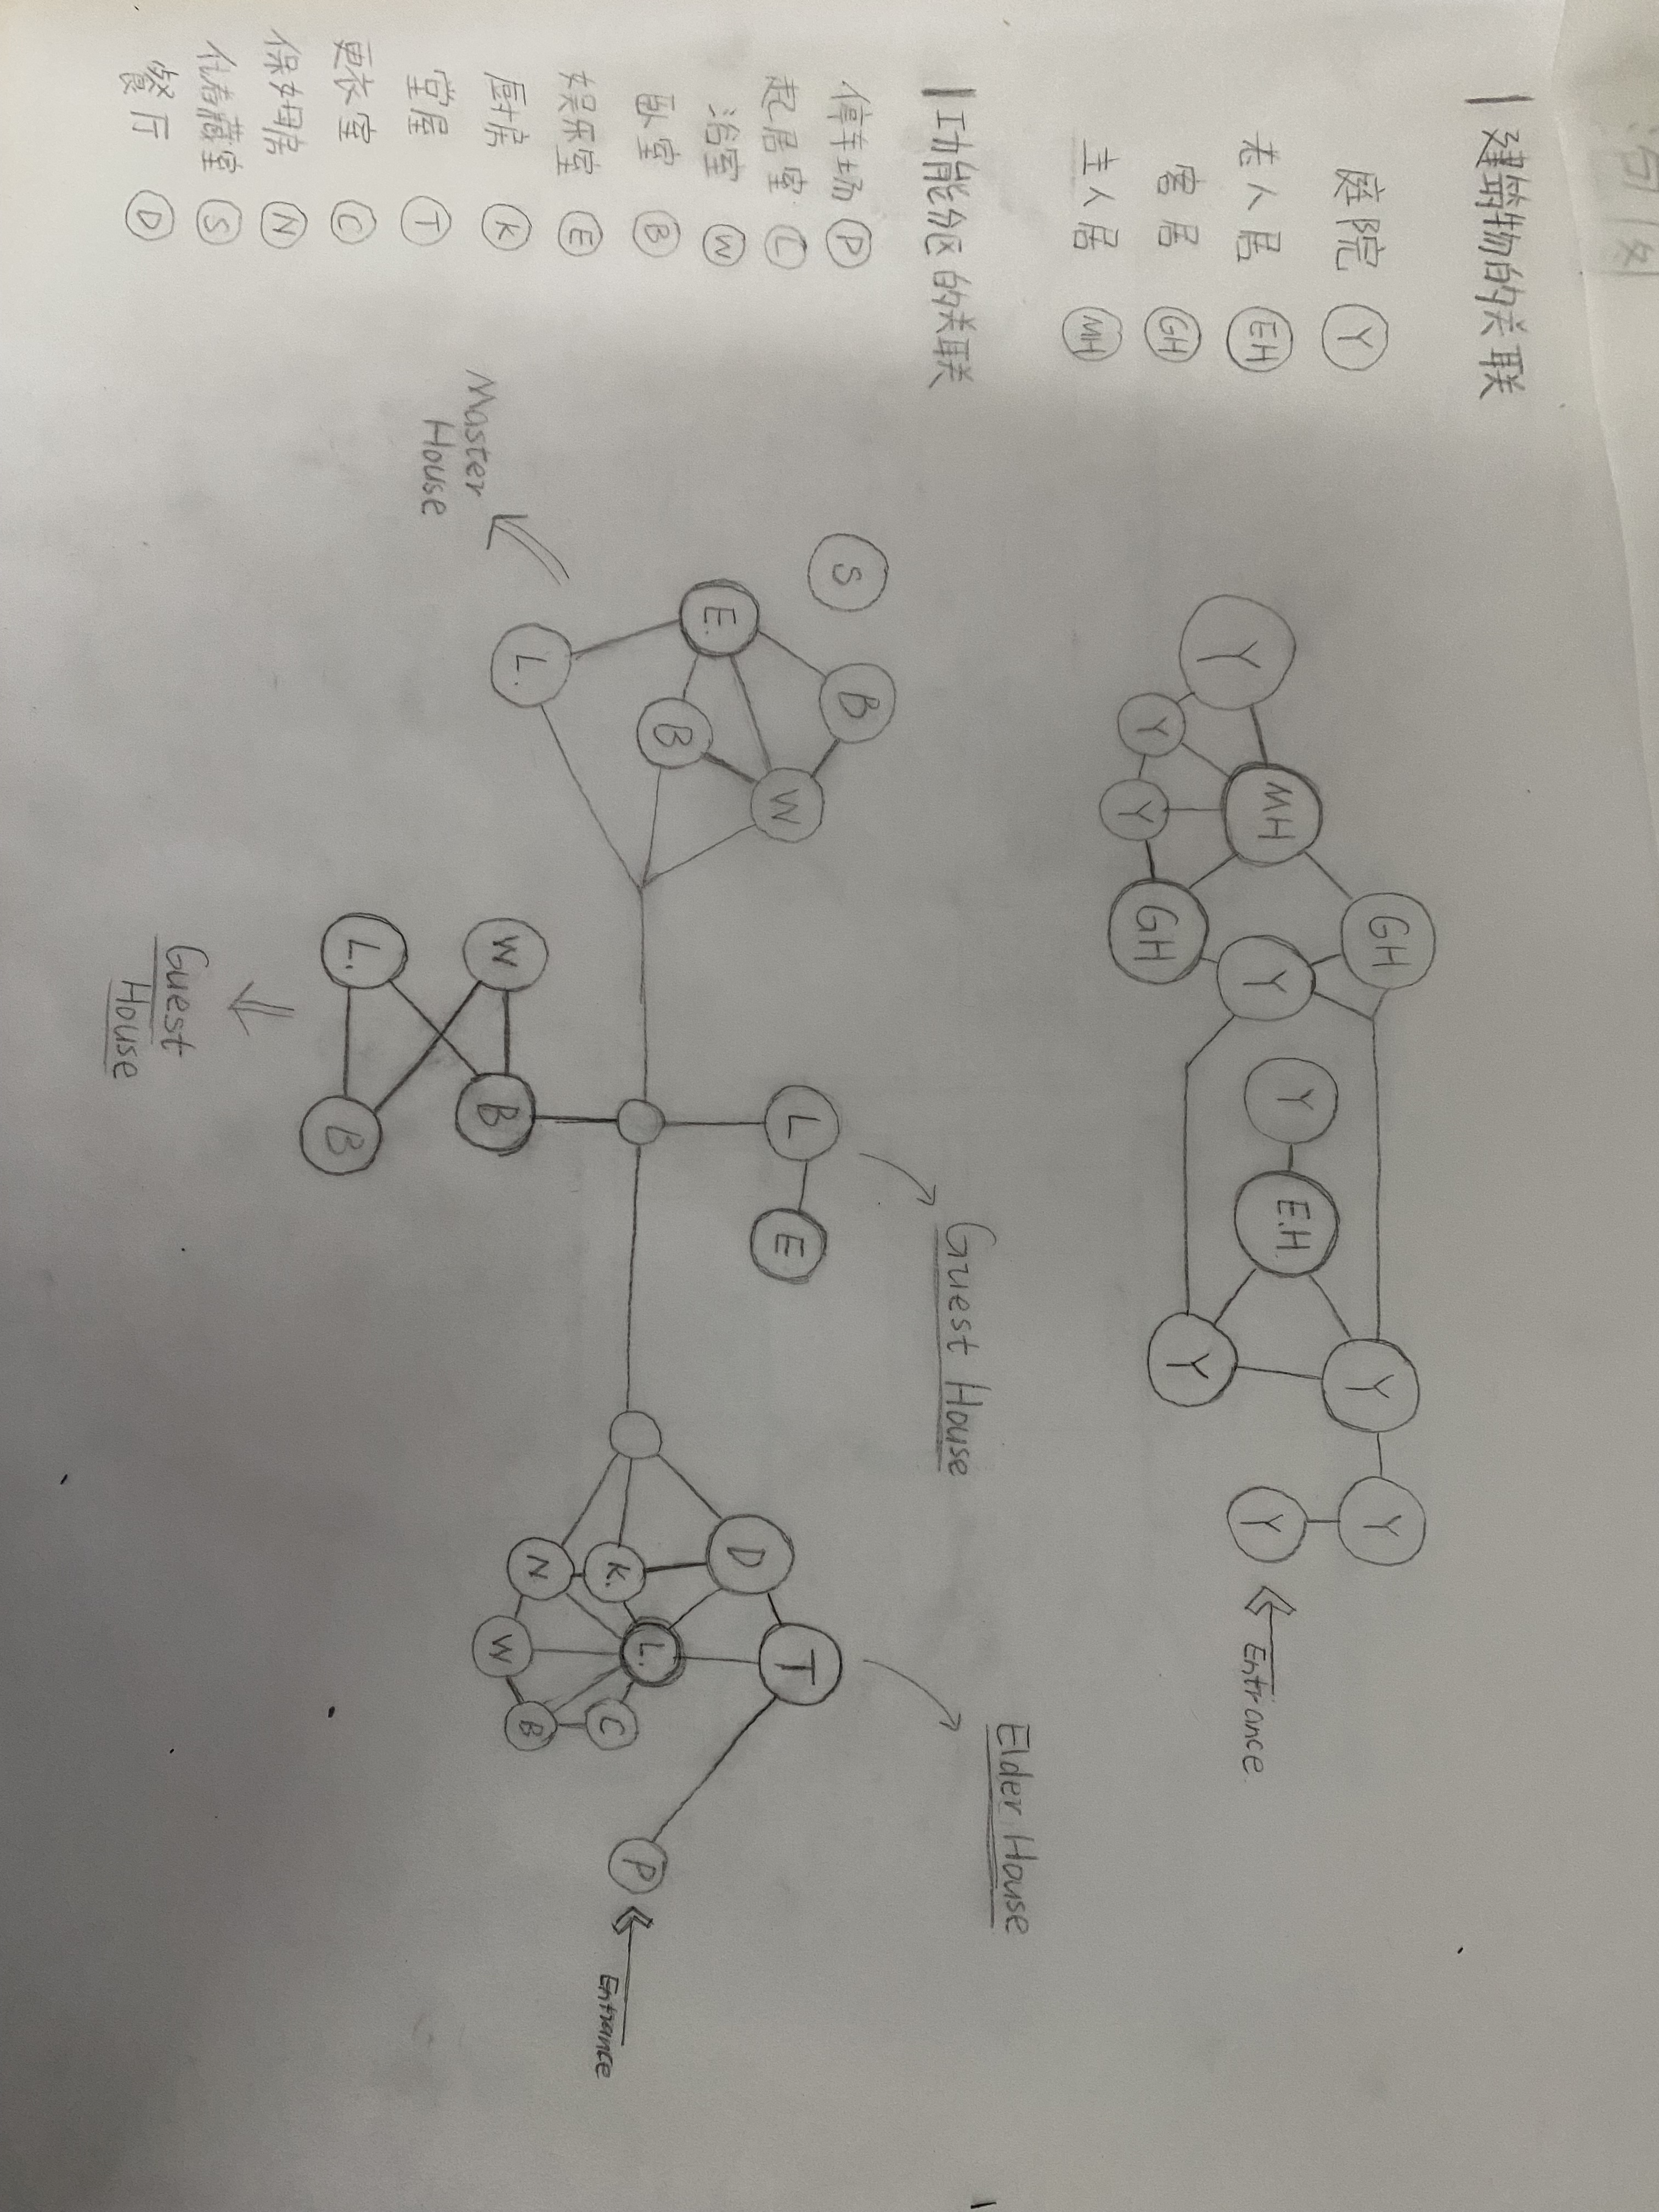 建筑物的关联
庭院 Y
老人居 EH
客居 GH
主人居 MH
GH
Y
Y
Y
MH
Y
Y
E.H.
Y
Y
Y
GH
Y
Y
Entrance
功能分区的关联
停车场 P
起居室 L
浴室 W
卧室 B
娱乐室 E
厨房 K
堂屋 T
更衣室 C
保姆房 N
储藏室 S
餐厅 D
Master
House
S
B
E.
W
B
L.
Guest House
L
E
W
B
L.
B
Guest
House
Elder House
D
T
K.
L.
N
W
B
C
P
Entrance